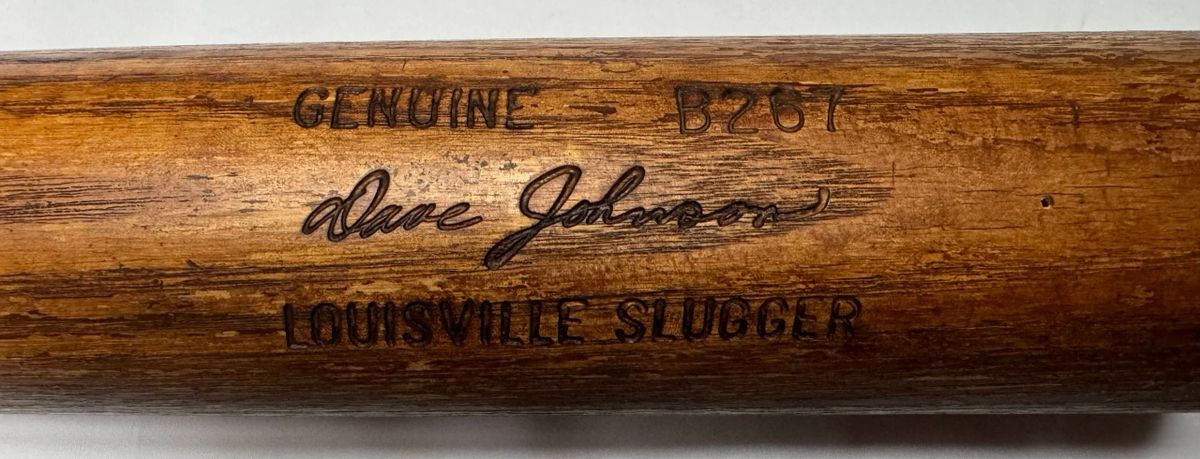 GENUINE B267
Dave Johnson
LOUISVILLE SLUGGER